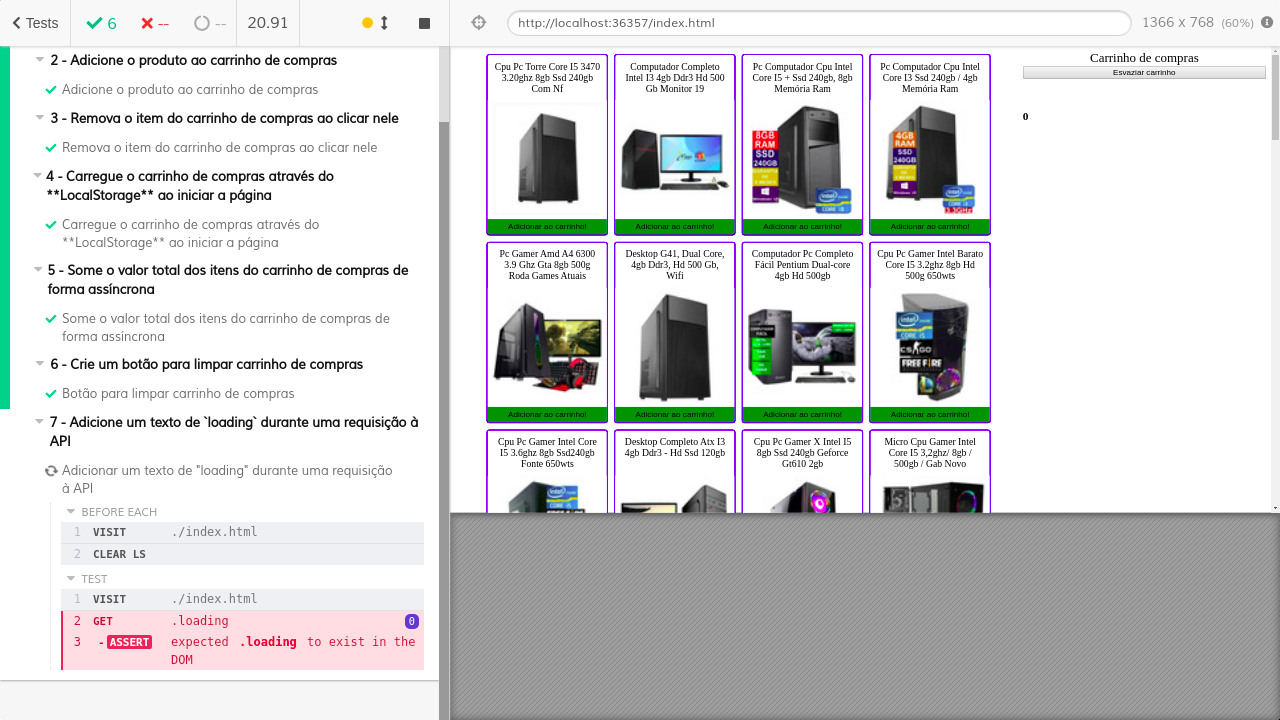 Tests
6
--
--
20.91
http://localhost:36357/index.html
1366 x 768 (60%)
2 - Adicione o produto ao carrinho de compras
Adicione o produto ao carrinho de compras
3 - Remova o item do carrinho de compras ao clicar nele
Remova o item do carrinho de compras ao clicar nele
4 - Carregue o carrinho de compras através do
**LocalStorage** ao iniciar a página
Carregue o carrinho de compras através do
**LocalStorage** ao iniciar a página
5 - Some o valor total dos itens do carrinho de compras de
forma assíncrona
Some o valor total dos itens do carrinho de compras de
forma assíncrona
6 - Crie um botão para limpar carrinho de compras
Botão para limpar carrinho de compras
7 - Adicione um texto de `loading` durante uma requisição à
API
Adicionar um texto de "loading" durante uma requisição
à API
BEFORE EACH
1 VISIT ./index.html
2 CLEAR LS
TEST
1 VISIT ./index.html
2 GET .loading 0
3 -ASSERT expected .loading to exist in the
DOM
Cpu Pc Torre Core I5 3470
3.20ghz 8gb Ssd 240gb
Com Nf
Adicionar ao carrinho!
Computador Completo
Intel I3 4gb Ddr3 Hd 500
Gb Monitor 19
Adicionar ao carrinho!
Pc Computador Cpu Intel
Core I5 + Ssd 240gb, 8gb
Memória Ram
8GB
RAM
SSD
240GB
Adicionar ao carrinho!
Pc Computador Cpu Intel
Core I3 Ssd 240gb / 4gb
Memória Ram
4GB
RAM
SSD
240GB
Adicionar ao carrinho!
Pc Gamer Amd A4 6300
3.9 Ghz Gta 8gb 500g
Roda Games Atuais
Adicionar ao carrinho!
Desktop G41, Dual Core,
4gb Ddr3, Hd 500 Gb,
Wifi
Adicionar ao carrinho!
Computador Pc Completo
Fácil Pentium Dual-core
4gb Hd 500gb
Adicionar ao carrinho!
Cpu Pc Gamer Intel Barato
Core I5 3.2ghz 8gb Hd
500g 650wts
Adicionar ao carrinho!
Cpu Pc Gamer Intel Core
I5 3.6ghz 8gb Ssd240gb
Fonte 650wts
Desktop Completo Atx I3
4gb Ddr3 - Hd Ssd 120gb
Cpu Pc Gamer X Intel I5
8gb Ssd 240gb Geforce
Gt610 2gb
Micro Cpu Gamer Intel
Core I5 3,2ghz/ 8gb /
500gb / Gab Novo
Carrinho de compras
Esvaziar carrinho
0